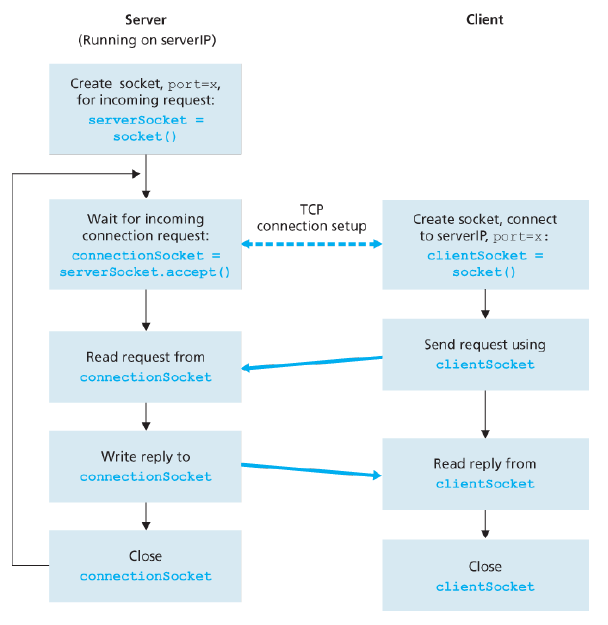 Server
(Running on serverIP)
Client
Create socket, port=x,
for incoming request:
serverSocket =
socket()
Wait for incoming
connection request:
connectionSocket =
serverSocket.accept()
TCP
connection setup
Create socket, connect
to serverIP, port=x:
clientSocket =
socket()
Read request from
connectionSocket
Send request using
clientSocket
Write reply to
connectionSocket
Read reply from
clientSocket
Close
connectionSocket
Close
clientSocket